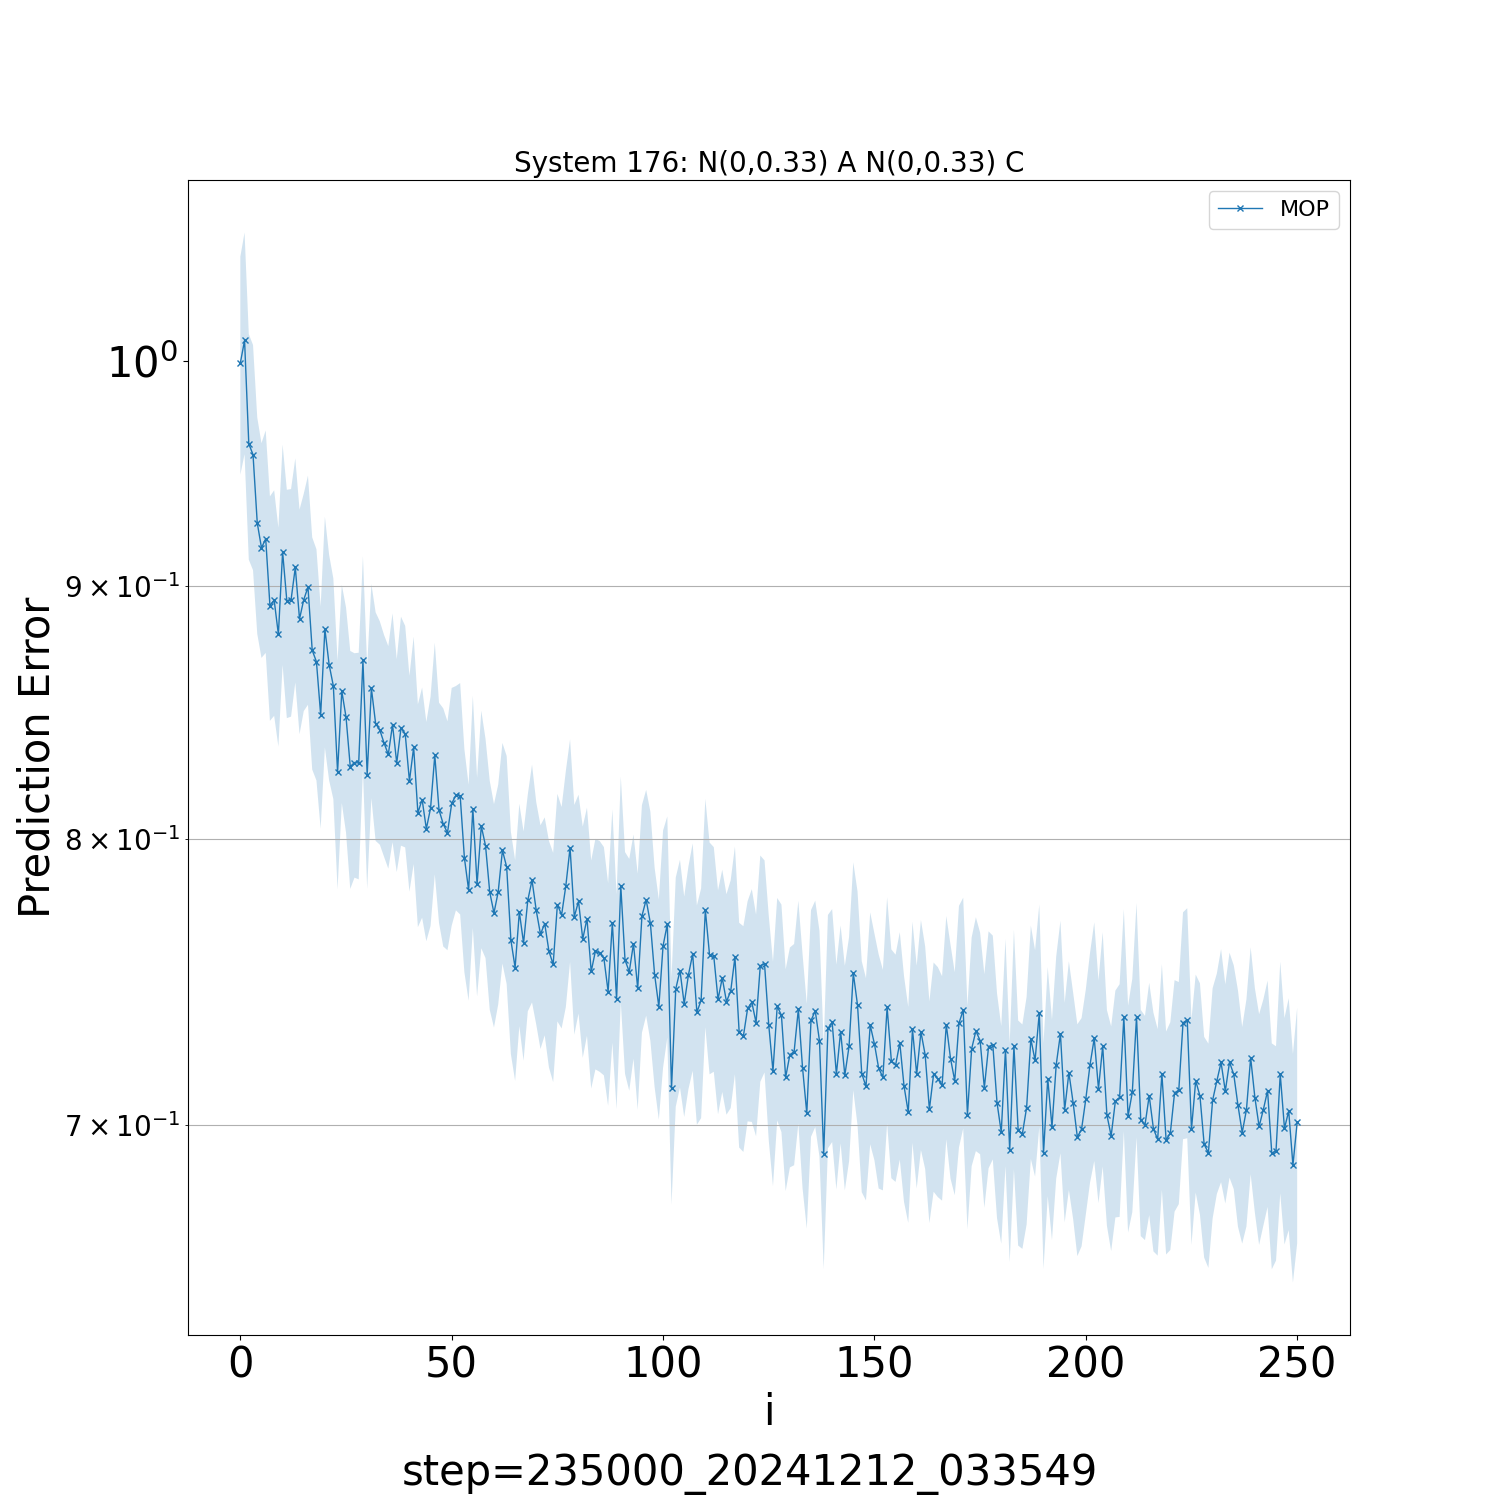 System 176: N(0,0.33) A N(0,0.33) C
MOP
10⁰
9 × 10⁻¹
8 × 10⁻¹
7 × 10⁻¹
Prediction Error
0 50 100 150 200 250
i
step=235000_20241212_033549